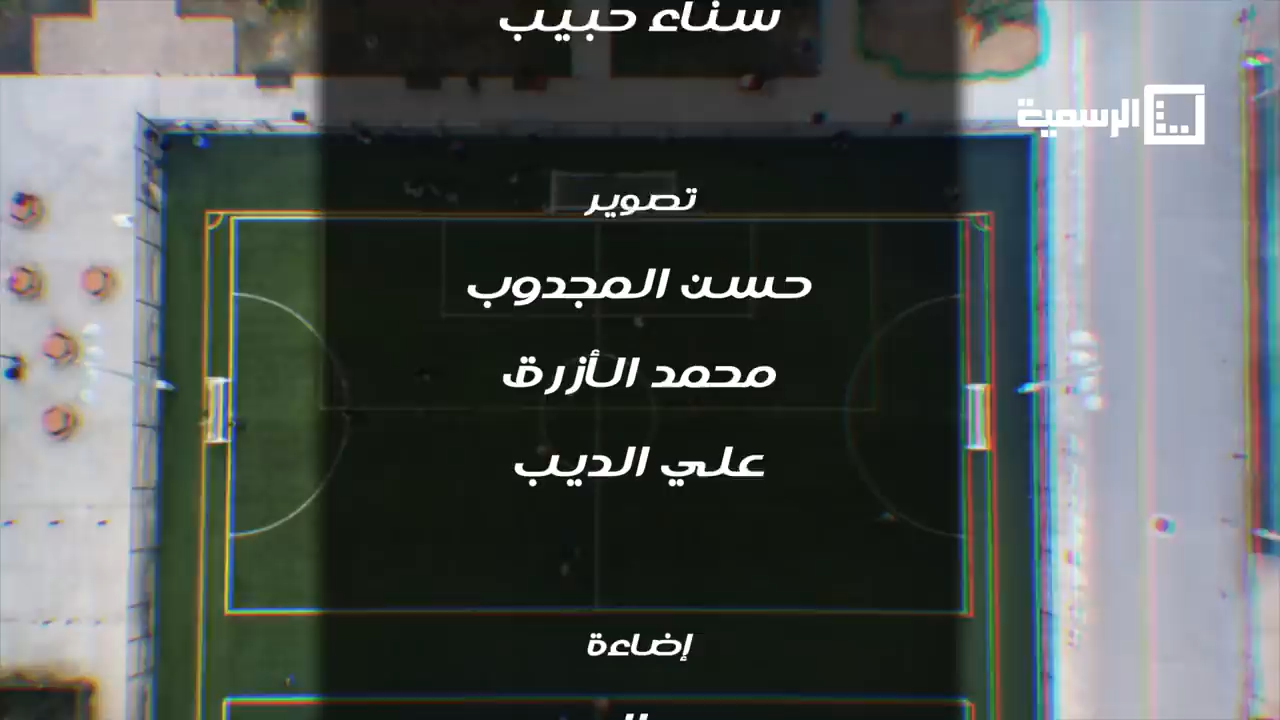 سناء حبيب
الرسمية
تصوير
حسن المجدوب
محمد الأزرق
علي الديب
إضاءة